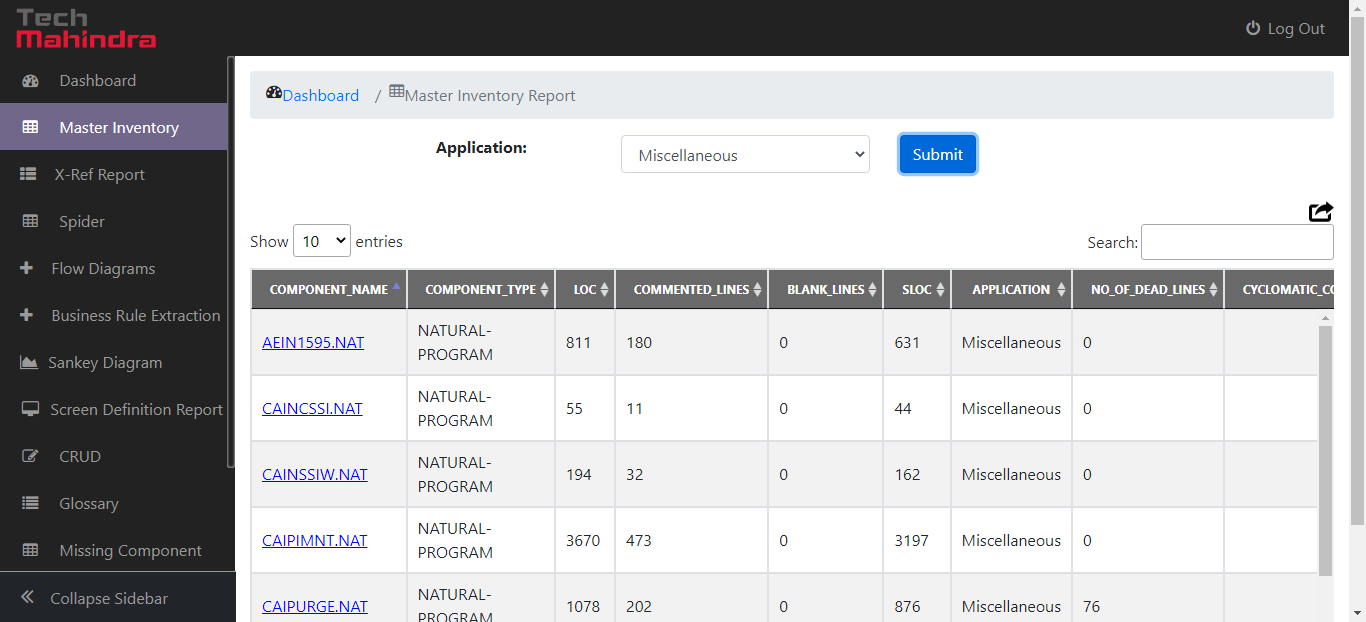 Tech
Mahindra
Log Out
Dashboard
Master Inventory
X-Ref Report
Spider
Flow Diagrams
Business Rule Extraction
Sankey Diagram
Screen Definition Report
CRUD
Glossary
Missing Component
Collapse Sidebar
Dashboard / Master Inventory Report
Application: Miscellaneous Submit
Show 10 entries Search:
COMPONENT_NAME COMPONENT_TYPE LOC COMMENTED_LINES BLANK_LINES SLOC APPLICATION NO_OF_DEAD_LINES CYCLOMATIC_CO
AEIN1595.NAT NATURAL-PROGRAM 811 180 0 631 Miscellaneous 0
CAINCSSI.NAT NATURAL-PROGRAM 55 11 0 44 Miscellaneous 0
CAINSSIW.NAT NATURAL-PROGRAM 194 32 0 162 Miscellaneous 0
CAIPIMNT.NAT NATURAL-PROGRAM 3670 473 0 3197 Miscellaneous 0
CAIPURGE.NAT NATURAL-PROGRAM 1078 202 0 876 Miscellaneous 76